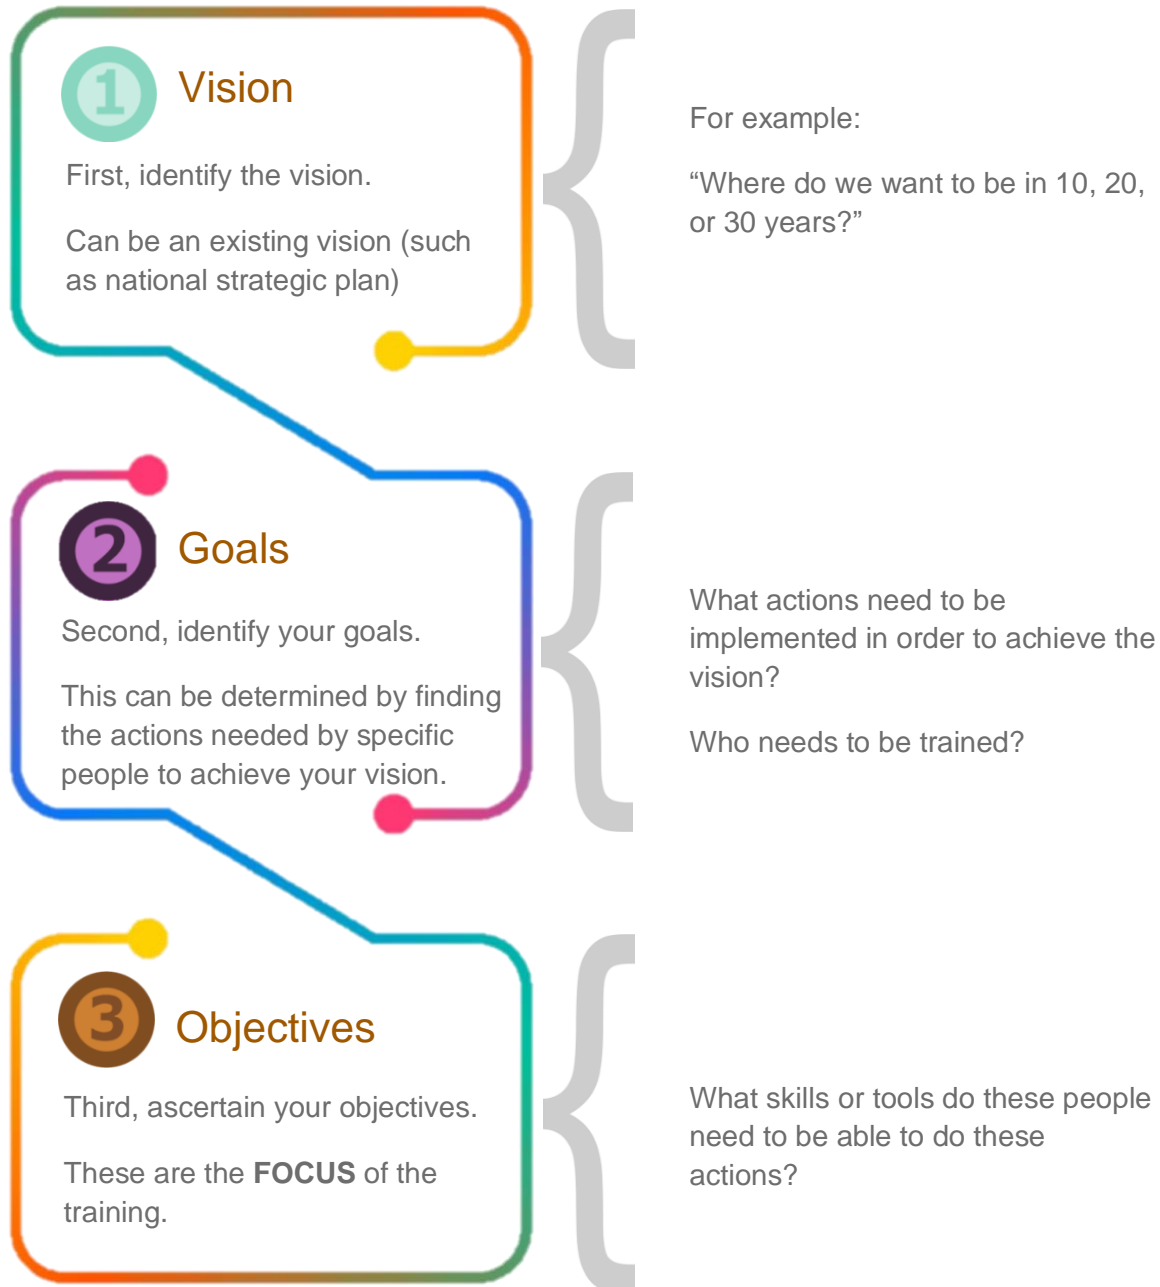 1 Vision
First, identify the vision.
Can be an existing vision (such
as national strategic plan)
For example:
“Where do we want to be in 10, 20,
or 30 years?”
2 Goals
Second, identify your goals.
This can be determined by finding
the actions needed by specific
people to achieve your vision.
What actions need to be
implemented in order to achieve the
vision?
Who needs to be trained?
3 Objectives
Third, ascertain your objectives.
These are the FOCUS of the
training.
What skills or tools do these people
need to be able to do these
actions?